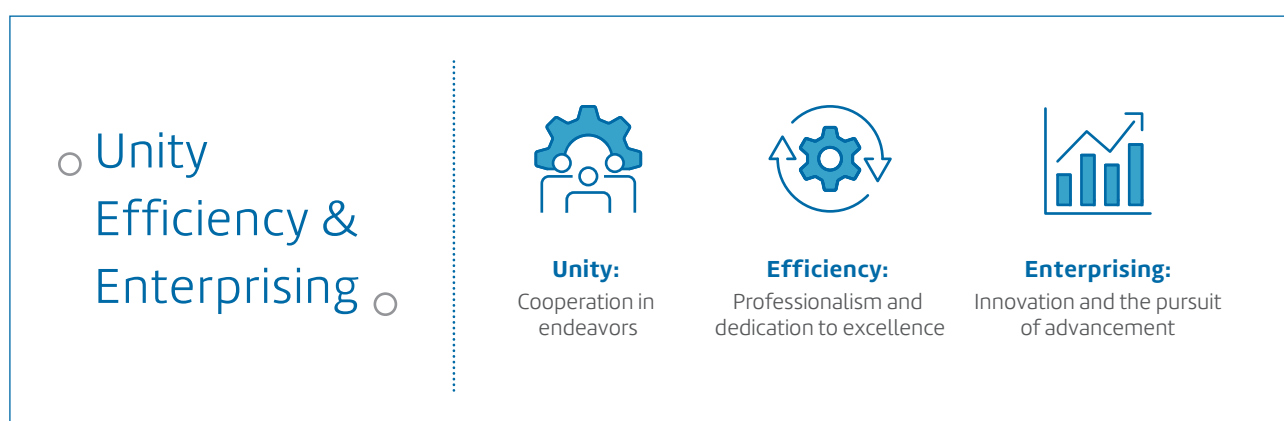 Unity
Efficiency &
Enterprising
Unity:
Cooperation in
endeavors
Efficiency:
Professionalism and
dedication to excellence
Enterprising:
Innovation and the pursuit
of advancement